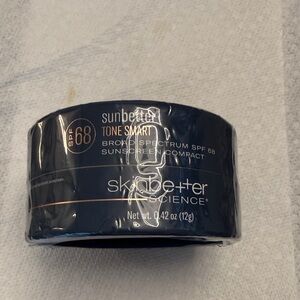 SPF 68
sunbetter
TONE SMART
BROAD SPECTRUM SPF 68
SUNSCREEN COMPACT
skinbetter
SCIENCE®
Net wt. 0.42 oz (12g)